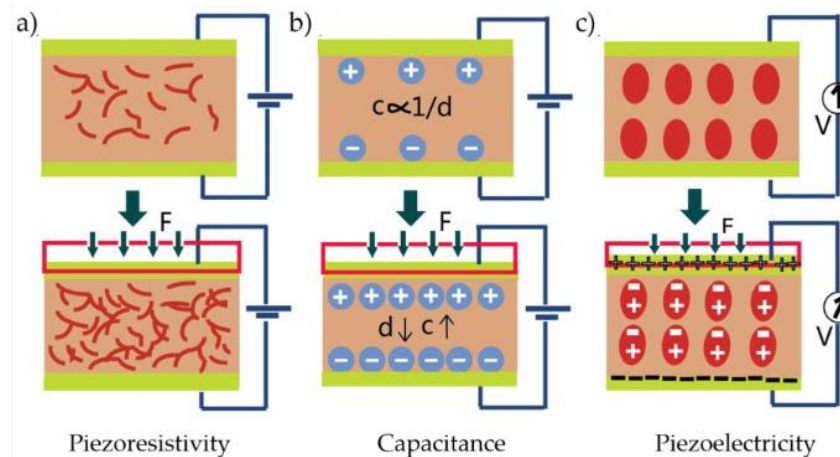 a)
b)
c)
c∝1/d
V
F
F
F
d↓ c↑
V
Piezoresistivity
Capacitance
Piezoelectricity